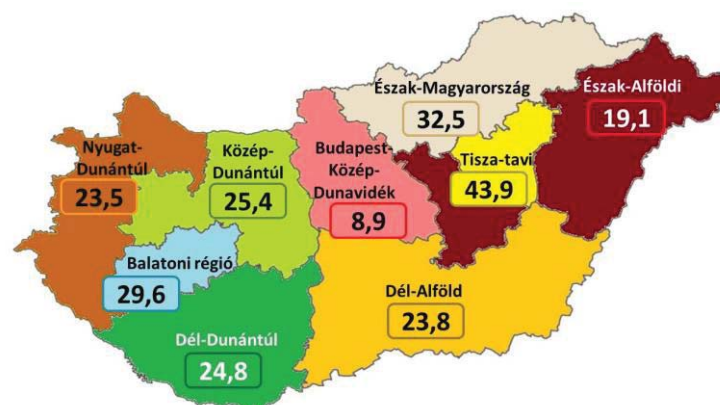 Észak-Magyarország
32,5
Észak-Alföldi
19,1
Nyugat-
Dunántúl
23,5
Közép-
Dunántúl
25,4
Budapest-
Közép-
Dunavidék
8,9
Tisza-tavi
43,9
Balatoni régió
29,6
Dél-Alföld
23,8
Dél-Dunántúl
24,8